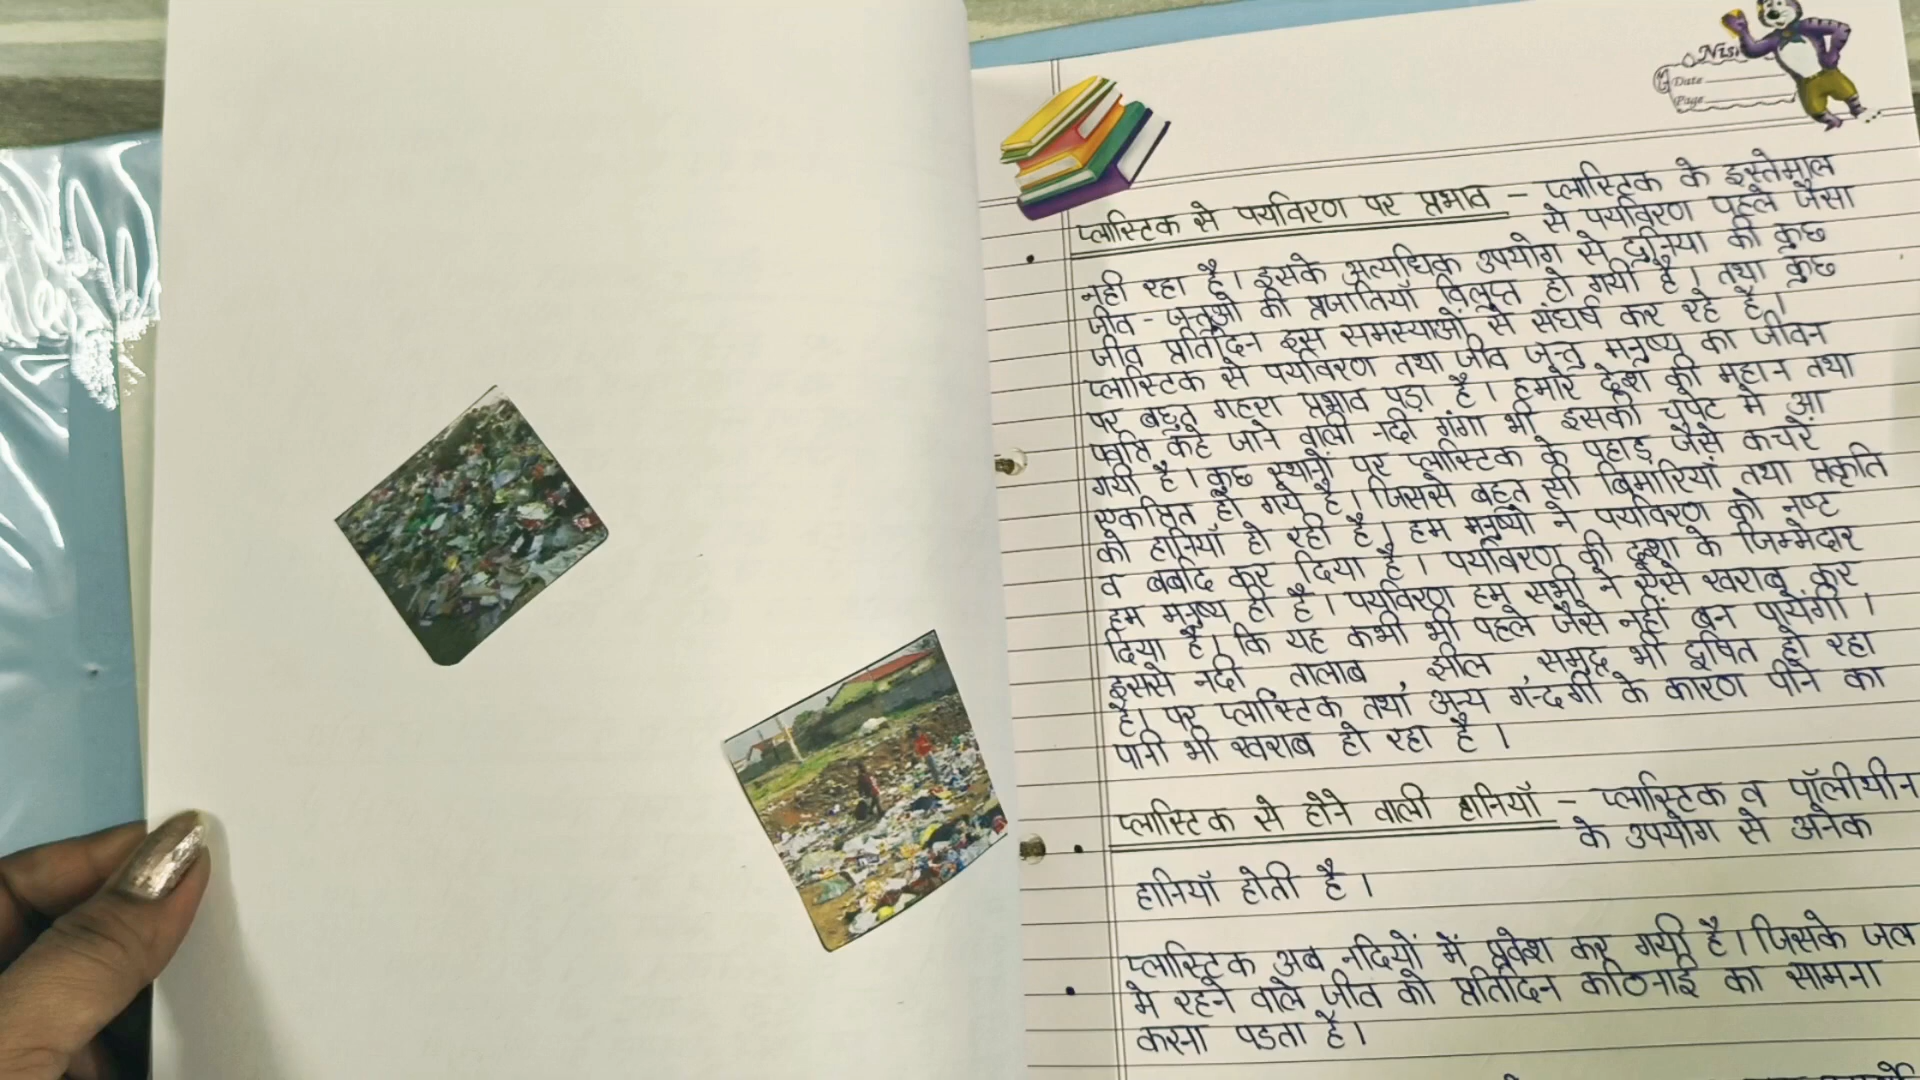 Nis
Date
Page
प्लास्टिक से पर्यावरण पर प्रभाव – प्लास्टिक के इस्तेमाल
से पर्यावरण पहले जैसा
नही रहा है। इसके अत्यधिक उपयोग से दुनिया की कुछ
जीव - जन्तुओ की प्रजातियाँ विलुप्त हो गयी है। तथा कुछ
जीव प्रतिदिन इस समस्याओं से संघर्ष कर रहे है।
प्लास्टिक से पर्यावरण तथा जीव जन्तु मनुष्य का जीवन
पर बहुत गहरा प्रभाव पड़ा है। हमारे देश की महान तथा
कहे जाने वाली नदी गंगा भी इसकी चपेट मे आ
गयी है। कुछ स्थानों पर प्लास्टिक के पहाड़ जैसे कचरें
एकत्रित हो गये है। जिससे बहुत सी बिमारियाँ तथा प्रकृति
को हानियाँ हो रही है। हम मनुष्यो ने पर्यावरण को नष्ट
व बर्बाद कर दिया है। पर्यावरण की दशा के जिम्मेदार
हम मनुष्य ही है। पर्यावरण हम सभी ने ऐसे खराब कर
दिया है। कि यह कभी भी पहले जैसे नहीं बन पायेगी।
इससे नदी तालाब , झील , समुद्र भी दूषित हो रहा
है। पर प्लास्टिक तथा अन्य गन्दगी के कारण पीने का
पानी भी खराब हो रहा है।
प्लास्टिक से होने वाली हानियाँ – प्लास्टिक व पॉलीथीन
के उपयोग से अनेक
हानियाँ होती है।
प्लास्टिक अब नदियों में प्रवेश कर गयी है। जिसके जल
मे रहने वाले जीव को प्रतिदिन कठिनाई का सामना
करना पडता है।